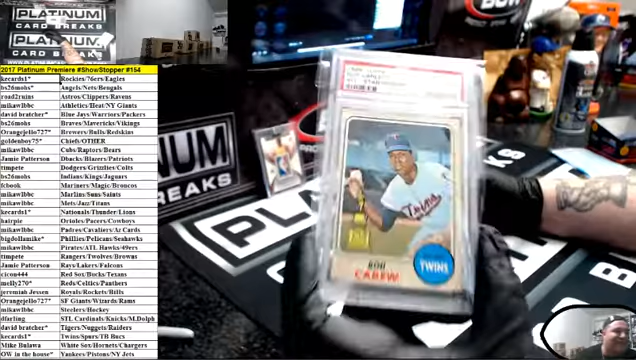 PLATINUM
CARD BREAKS
PLATINUM
CARD BREAKS
2017 Platinum Premiere #ShowStopper #154
kecards1* Rockies/76ers/Eagles
bs26mohs* Angels/Nets/Bengals
road2ruins Astros/Clippers/Ravens
mikawlbbc Athletics/Heat/NY Giants
david bratcher* Blue Jays/Warriors/Packers
bs26mohs Braves/Mavericks/Vikings
Orangejello727* Brewers/Bulls/Redskins
goldenboy75* Chiefs/OTHER
mikawlbbc Cubs/Raptors/Bears
Jamie Patterson Dbacks/Blazers/Patriots
timpete Dodgers/Grizzlies/Colts
bs26mohs Indians/Kings/Jaguars
fcbook Mariners/Magic/Broncos
mikawlbbc Marlins/Suns/Saints
mikawlbbc Mets/Jazz/Titans
kecards1* Nationals/Thunder/Lions
hairpie Orioles/Pacers/Cowboys
mikawlbbc Padres/Cavaliers/Az Cards
bigdollamike* Phillies/Pelicans/Seahawks
mikawlbbc Pirates/ATL Hawks/49ers
timpete Rangers/Twolves/Browns
Jamie Patterson Rays/Lakers/Falcons
cicou444 Red Sox/Bucks/Texans
melly270* Reds/Celtics/Panthers
jeremiah Jessen Royals/Rockets/Bills
Orangejello727* SF Giants/Wizards/Rams
mikawlbbc Steelers/Hockey
dfarling STL Cardinals/Knicks/M.Dolph
david bratcher* Tigers/Nuggets/Raiders
kecards1* Twins/Spurs/TB Bucs
Mike Bulawa White Sox/Hornets/Chargers
OW in the house* Yankees/Pistons/NY Jets
Twins
ROD
CAREW
TWINS